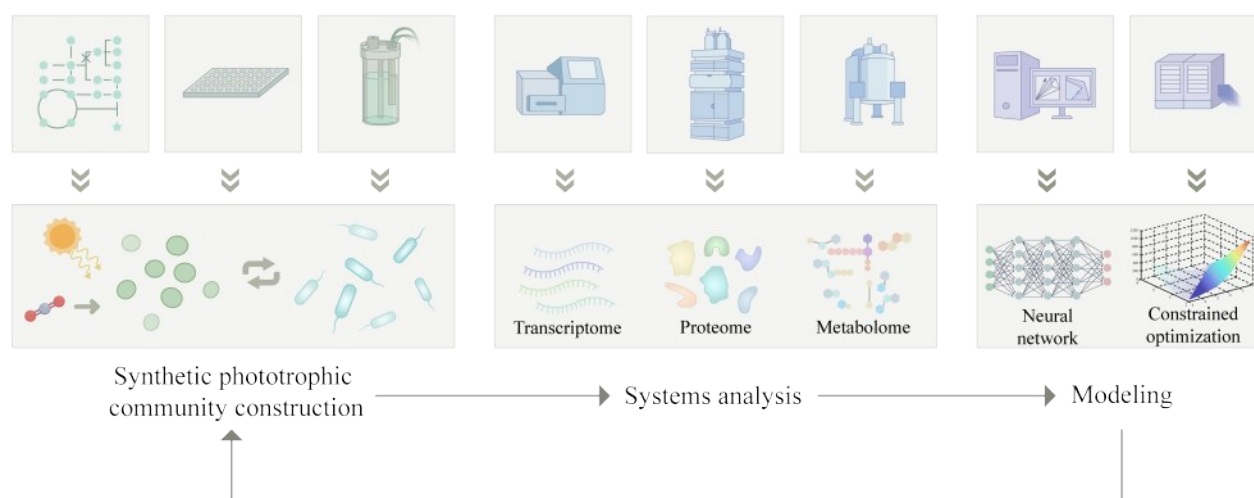 Transcriptome
Proteome
Metabolome
Neural
network
Constrained
optimization
Synthetic phototrophic
community construction
Systems analysis
Modeling